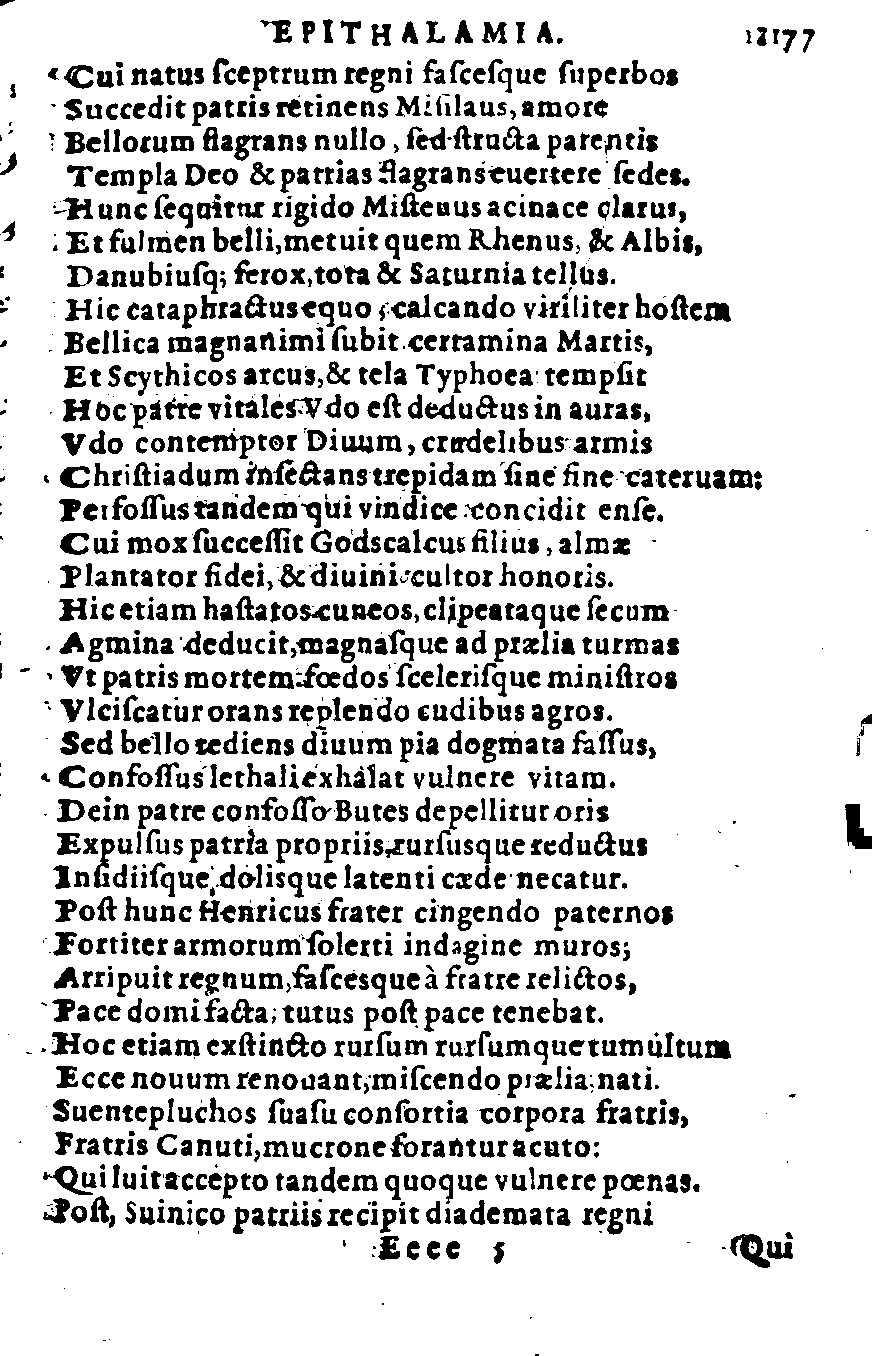 EPITHALAMIA. 1177
Cui natus ſceptrum regni faſceſque ſuperbos
Succedit patris retinens Miſilaus, amore
Bellorum flagrans nullo, ſed ſtructa parentis
Templa Deo & patrias flagrans euertere ſedes.
Hunc ſequitur rigido Miſteuus acinace clarus,
Et fulmen belli, metuit quem Rhenus, & Albis,
Danubiuſq; ferox, tota & Saturnia tellus.
Hic cataphractus equo, calcando viriliter hoſtem
Bellica magnanimi ſubit certamina Martis,
Et Scythicos arcus, & tela Typhoea tempſit
Hoc patre vitales Vdo eſt deductus in auras,
Vdo contemptor Diuum, crudelibus armis
Chriſtiadum inſectans trepidam ſine fine cateruam:
Perfoſſus tandem qui vindice concidit enſe.
Cui mox ſucceſſit Godscalcus filius, almæ
Plantator fidei, & diuini cultor honoris.
Hic etiam haſtatos cuneos, clipeataque ſecum
Agmina deducit, magnaſque ad prælia turmas
Vt patris mortem fœdos ſceleriſque miniſtros
Vlciſcatur orans replendo cudibus agros.
Sed bello rediens diuum pia dogmata faſſus,
Confoſſus lethali exhalat vulnere vitam.
Dein patre confoſſo Butes depellitur oris
Expulſus patria propriis, rurſusque reductus
Inſidiiſque, dolisque latenti cæde necatur.
Poſt hunc Henricus frater cingendo paternos
Fortiter armorum ſolerti indagine muros;
Arripuit regnum, faſcesque à fratre relictos,
Pace domi facta, tutus poſt pace tenebat.
Hoc etiam exſtincto rurſum rurſumque tumultum
Ecce nouum renouant, miſcendo prælia, nati.
Suentepluchos ſuaſu conſortia corpora fratris,
Fratris Canuti, mucrone forantur acuto:
Qui luit accepto tandem quoque vulnere pœnas.
Poſt, Suinico patriis recipit diademata regni
Eeee 5 Qui